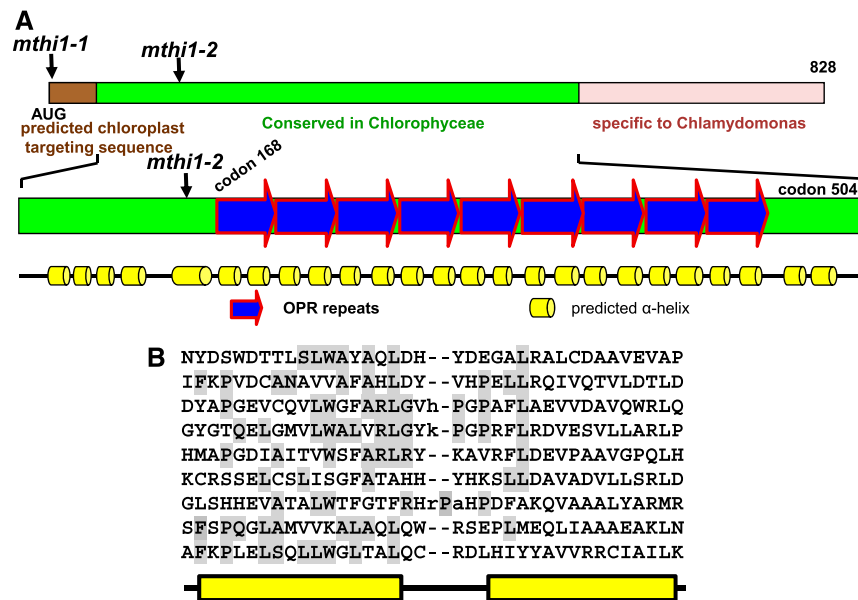 A
mthi1-1
mthi1-2
828
AUG
predicted chloroplast
targeting sequence
Conserved in Chlorophyceae
specific to Chlamydomonas
mthi1-2
codon 168
codon 504
OPR repeats
predicted α-helix
B
NYDSWDTTLSLWAYAQLDH--YDEGALRALCDAAVEVAP
IFKPVDCANAVVAFAHLDY--VHPELLRQIVQTVLDTLD
DYAPGEVCQVLWGFARLGVh-PGPAFLAEVVDAVQWRLQ
GYGTQELGMVLWALVRLGYk-PGPRFLRDVESVLLARLP
HMAPGDIAITVWSFARLRY--KAVRFLDEVPAAVGPQLH
KCRSSELCSLISGFATAHH--YHKSLLDAVADVLLSRLD
GLSHHEVATALWTFGTFRHrPaHPDFAKQVAAALYARMR
SFSPQGLAMVVKALAQLQW--RSEPLMEQLIAAAEAKLN
AFKPLELSQLLWGLTALQC--RDLHIYYAVVRRCIAILK